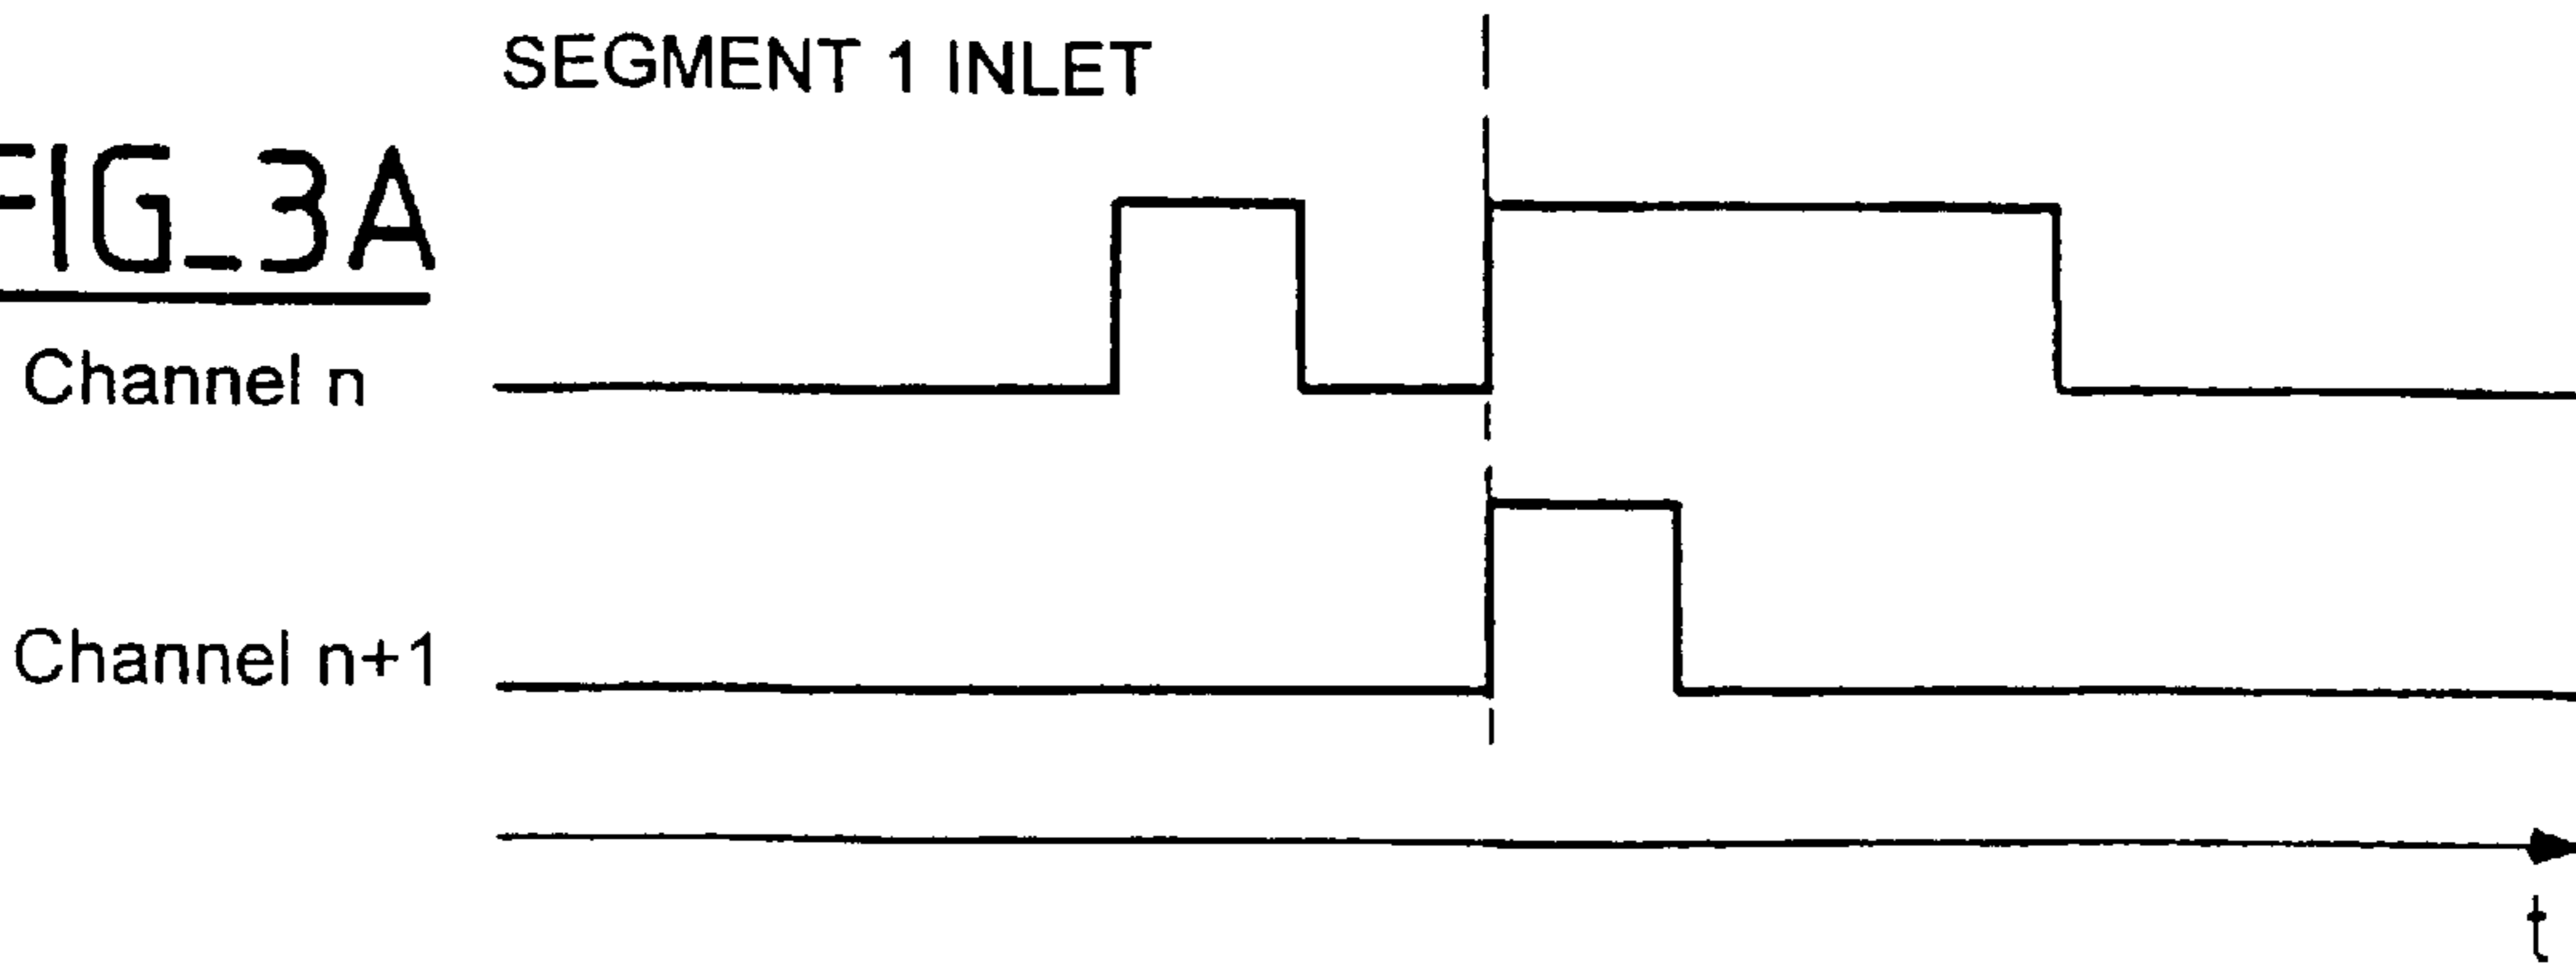 SEGMENT 1 INLET
FIG_3A
Channel n
Channel n+1
t